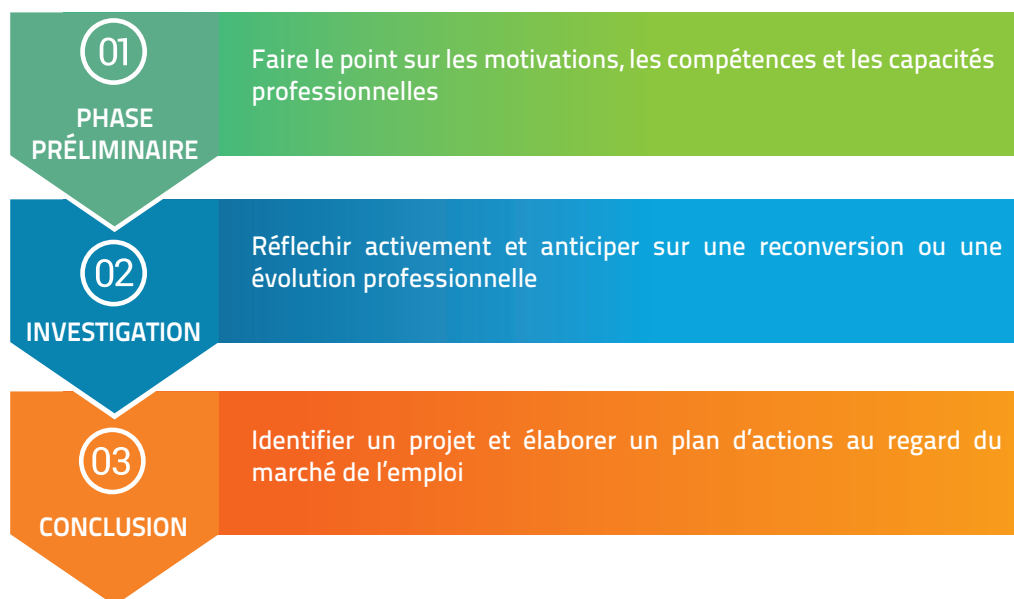 01
PHASE
PRÉLIMINAIRE
Faire le point sur les motivations, les compétences et les capacités
professionnelles
02
INVESTIGATION
Réflechir activement et anticiper sur une reconversion ou une
évolution professionnelle
03
CONCLUSION
Identifier un projet et élaborer un plan d’actions au regard du
marché de l’emploi